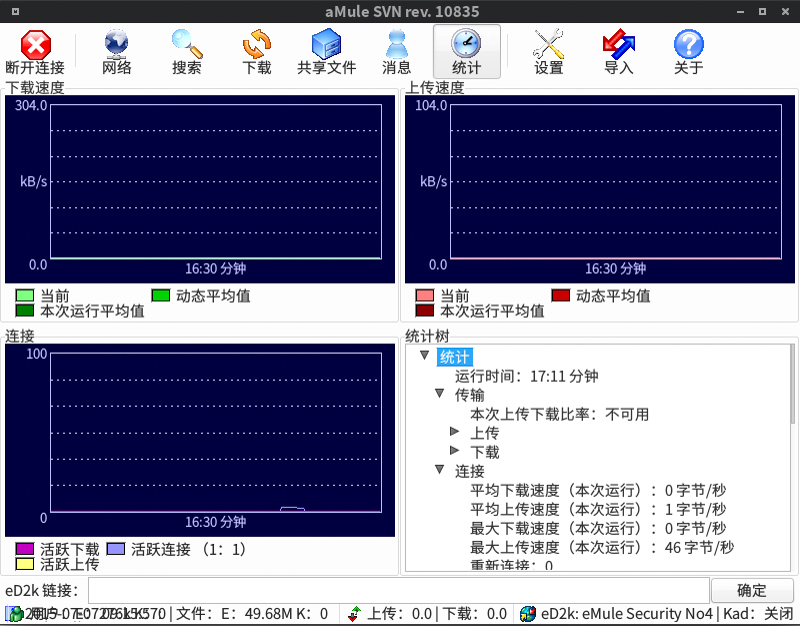 aMule SVN rev. 10835
断开连接 网络 搜索 下载 共享文件 消息 统计 设置 导入 关于
下载速度
304.0
kB/s
0.0
16:30 分钟
当前 动态平均值
本次运行平均值
上传速度
104.0
kB/s
0.0
16:30 分钟
当前 动态平均值
本次运行平均值
连接
100
0
16:30 分钟
活跃下载 活跃连接 （1：1）
活跃上传
统计树
统计
运行时间：17:11 分钟
传输
本次上传下载比率：不可用
上传
下载
连接
平均下载速度（本次运行）：0 字节/秒
平均上传速度（本次运行）：1 字节/秒
最大下载速度（本次运行）：0 字节/秒
最大上传速度（本次运行）：46 字节/秒
重新连接：0
eD2k 链接：
确定
| 文件：E：49.68M K：0 上传：0.0 | 下载：0.0 eD2k: eMule Security No4 | Kad：关闭